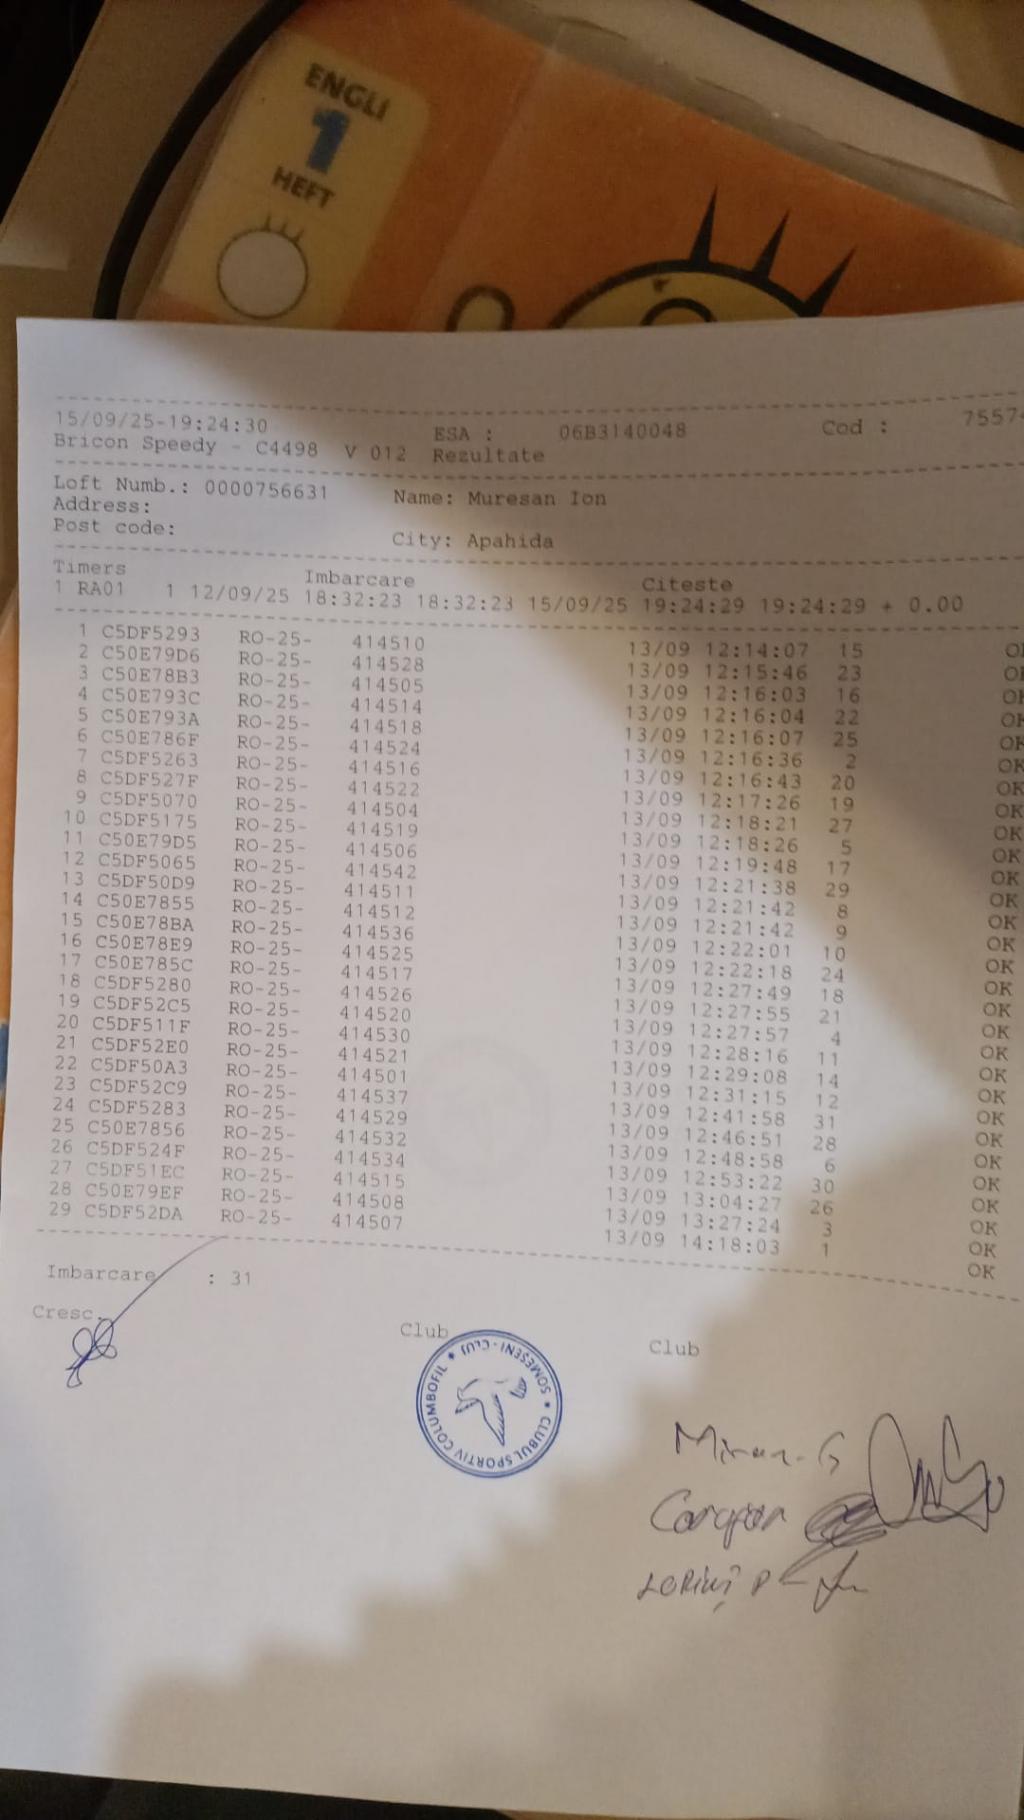 ENGLI
1
HEFT
15/09/25-19:24:30 ESA : 06B3140048 Cod :
Bricon Speedy - C4498 V 012 Rezultate
Loft Numb.: 0000756631 Name: Muresan Ion
Address:
Post code: City: Apahida
Timers Imbarcare Citeste
1 RA01 1 12/09/25 18:32:23 18:32:23 15/09/25 19:24:29 19:24:29 + 0.00
1 C5DF5293 RO-25- 414510 13/09 12:14:07 15 OK
2 C50E79D6 RO-25- 414528 13/09 12:15:46 23 OK
3 C50E78B3 RO-25- 414505 13/09 12:16:03 16 OK
4 C50E793C RO-25- 414514 13/09 12:16:04 22 OK
5 C50E793A RO-25- 414518 13/09 12:16:07 25 OK
6 C50E786F RO-25- 414524 13/09 12:16:36 2 OK
7 C5DF5263 RO-25- 414516 13/09 12:16:43 20 OK
8 C5DF527F RO-25- 414522 13/09 12:17:26 19 OK
9 C5DF5070 RO-25- 414504 13/09 12:18:21 27 OK
10 C5DF5175 RO-25- 414519 13/09 12:18:26 5 OK
11 C50E79D5 RO-25- 414506 13/09 12:19:48 17 OK
12 C5DF5065 RO-25- 414542 13/09 12:21:38 29 OK
13 C5DF50D9 RO-25- 414511 13/09 12:21:42 8 OK
14 C50E7855 RO-25- 414512 13/09 12:21:42 9 OK
15 C50E78BA RO-25- 414536 13/09 12:22:01 10 OK
16 C50E78E9 RO-25- 414525 13/09 12:22:18 24 OK
17 C50E785C RO-25- 414517 13/09 12:27:49 18 OK
18 C5DF5280 RO-25- 414526 13/09 12:27:55 21 OK
19 C5DF52C5 RO-25- 414520 13/09 12:27:57 4 OK
20 C5DF511F RO-25- 414530 13/09 12:28:16 11 OK
21 C5DF52E0 RO-25- 414521 13/09 12:29:08 14 OK
22 C5DF50A3 RO-25- 414501 13/09 12:31:15 12 OK
23 C5DF52C9 RO-25- 414537 13/09 12:41:58 31 OK
24 C5DF5283 RO-25- 414529 13/09 12:46:51 28 OK
25 C50E7856 RO-25- 414532 13/09 12:48:58 6 OK
26 C5DF524F RO-25- 414534 13/09 12:53:22 30 OK
27 C5DF51EC RO-25- 414515 13/09 13:04:27 26 OK
28 C50E79EF RO-25- 414508 13/09 13:27:24 3 OK
29 C5DF52DA RO-25- 414507 13/09 14:18:03 1 OK
Imbarcare : 31
Cresc. Club Club
CLUBUL SPORTIV COLUMBOFIL * CLUJ - SOMESENI *